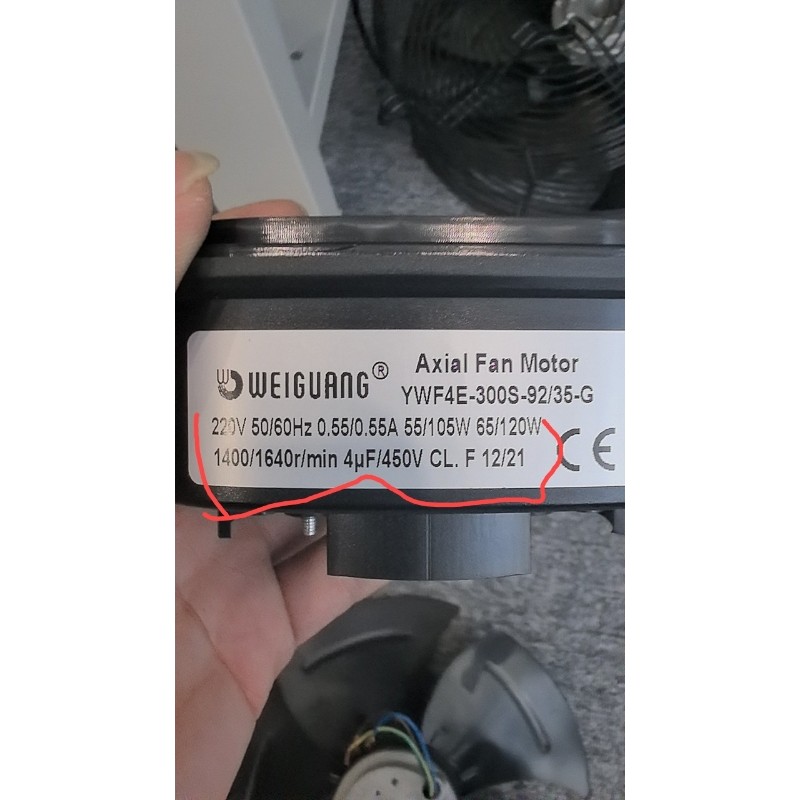 WEIGUANG®
Axial Fan Motor
YWF4E-300S-92/35-G
220V 50/60Hz 0.55/0.55A 55/105W 65/120W
1400/1640r/min 4µF/450V CL. F 12/21
CE